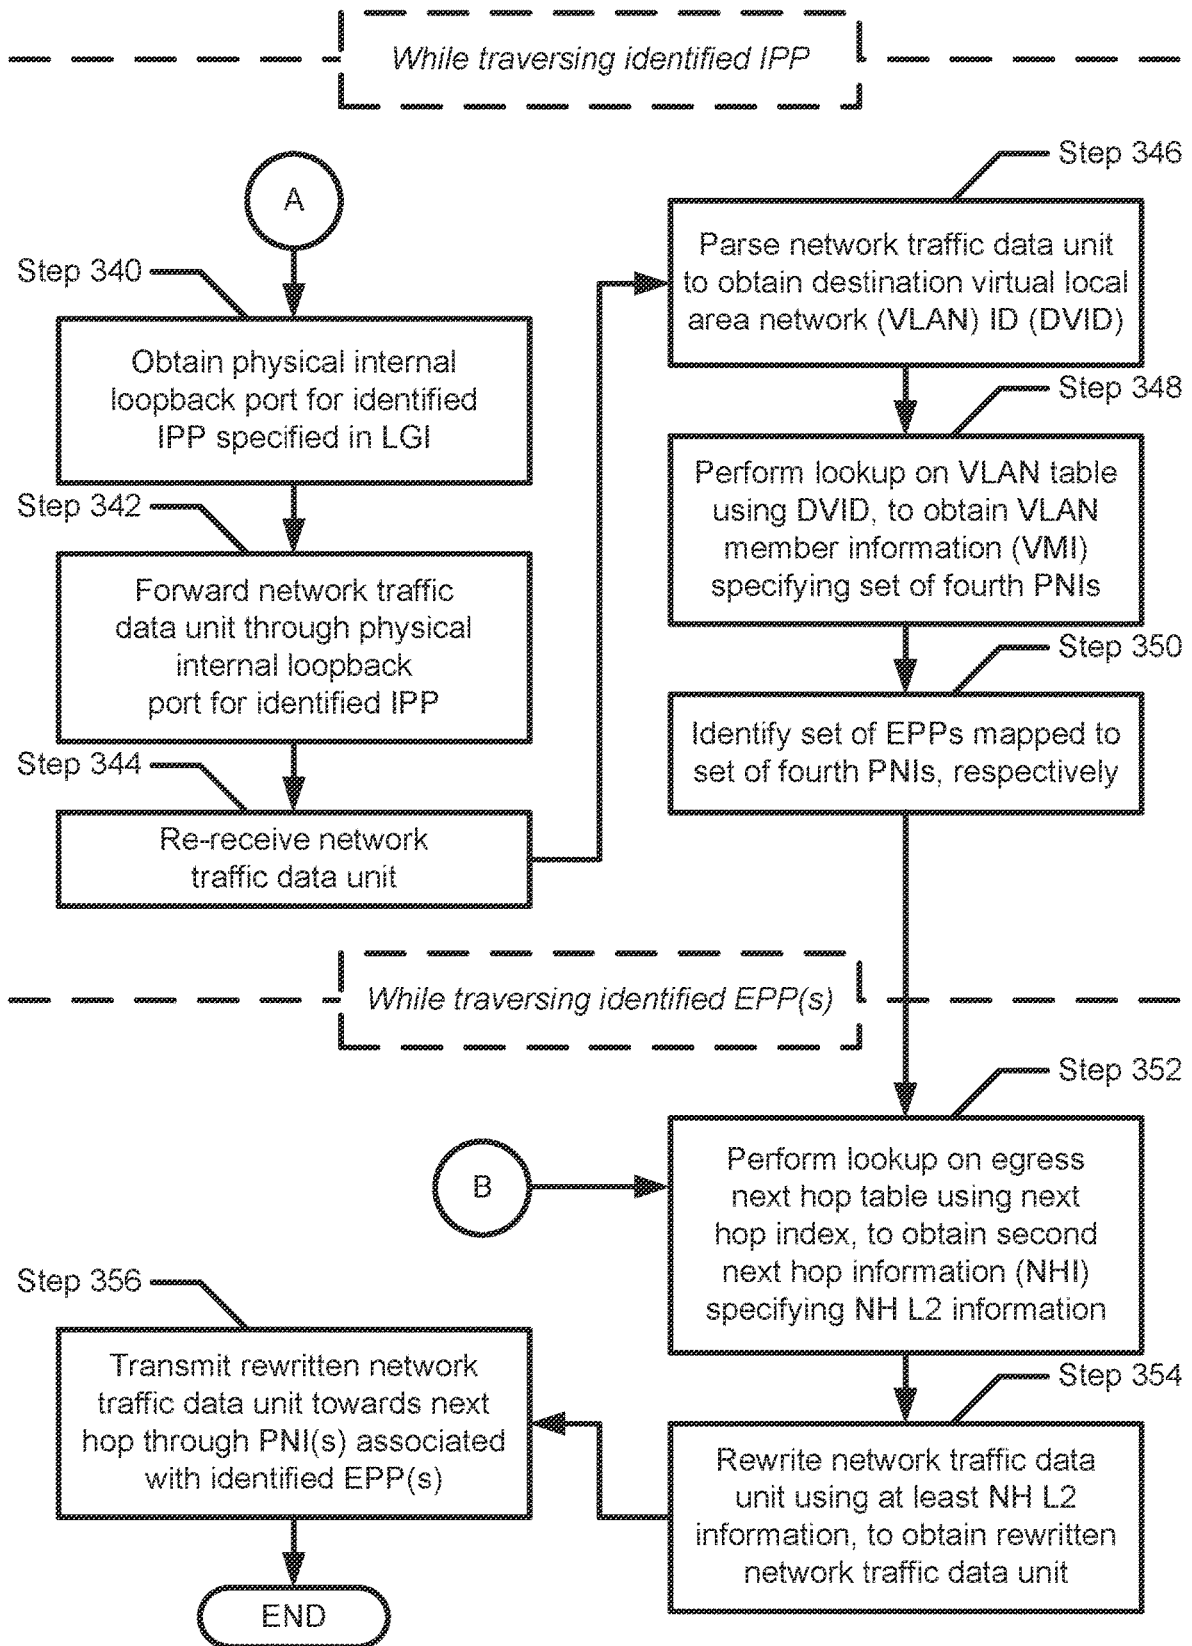 While traversing identified IPP
A
Step 340
Obtain physical internal
loopback port for identified
IPP specified in LGI
Step 342
Forward network traffic
data unit through physical
internal loopback
port for identified IPP
Step 344
Re-receive network
traffic data unit
Step 346
Parse network traffic data unit
to obtain destination virtual local
area network (VLAN) ID (DVID)
Step 348
Perform lookup on VLAN table
using DVID, to obtain VLAN
member information (VMI)
specifying set of fourth PNIs
Step 350
Identify set of EPPs mapped to
set of fourth PNIs, respectively
While traversing identified EPP(s)
Step 352
B
Perform lookup on egress
next hop table using next
hop index, to obtain second
next hop information (NHI)
specifying NH L2 information
Step 354
Rewrite network traffic data
unit using at least NH L2
information, to obtain rewritten
network traffic data unit
Step 356
Transmit rewritten network
traffic data unit towards next
hop through PNI(s) associated
with identified EPP(s)
END